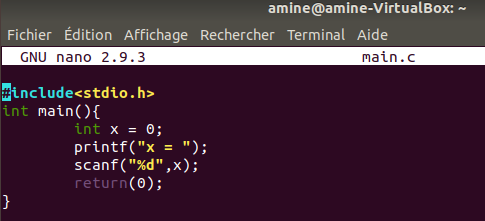 amine@amine-VirtualBox: ~
Fichier Édition Affichage Rechercher Terminal Aide
GNU nano 2.9.3 main.c
#include<stdio.h>
int main(){
        int x = 0;
        printf("x = ");
        scanf("%d",x);
        return(0);
}